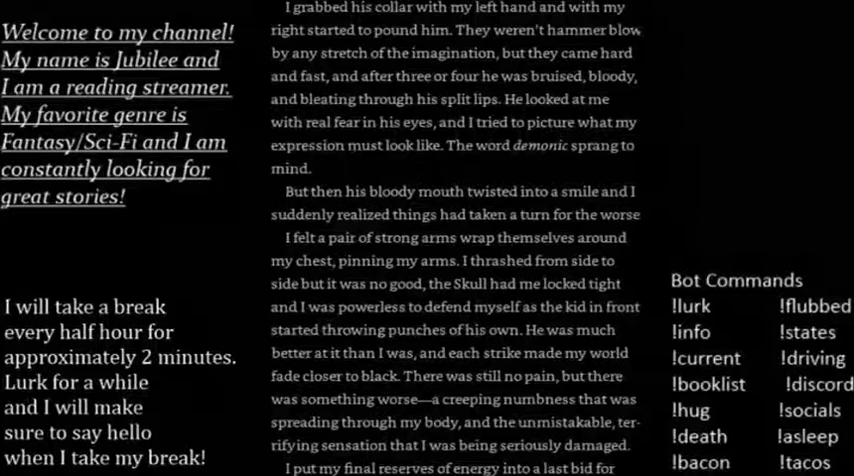 Welcome to my channel!
My name is Jubilee and
I am a reading streamer.
My favorite genre is
Fantasy/Sci-Fi and I am
constantly looking for
great stories!
I will take a break
every half hour for
approximately 2 minutes.
Lurk for a while
and I will make
sure to say hello
when I take my break!
I grabbed his collar with my left hand and with my
right started to pound him. They weren't hammer blow
by any stretch of the imagination, but they came hard
and fast, and after three or four he was bruised, bloody,
and bleating through his split lips. He looked at me
with real fear in his eyes, and I tried to picture what my
expression must look like. The word demonic sprang to
mind.
But then his bloody mouth twisted into a smile and I
suddenly realized things had taken a turn for the worse
I felt a pair of strong arms wrap themselves around
my chest, pinning my arms. I thrashed from side to
side but it was no good, the Skull had me locked tight
and I was powerless to defend myself as the kid in front
started throwing punches of his own. He was much
better at it than I was, and each strike made my world
fade closer to black. There was still no pain, but there
was something worse—a creeping numbness that was
spreading through my body, and the unmistakable, ter-
rifying sensation that I was being seriously damaged.
I put my final reserves of energy into a last bid for
Bot Commands
!lurk !flubbed
!info !states
!current !driving
!booklist !discord
!hug !socials
!death !asleep
!bacon !tacos